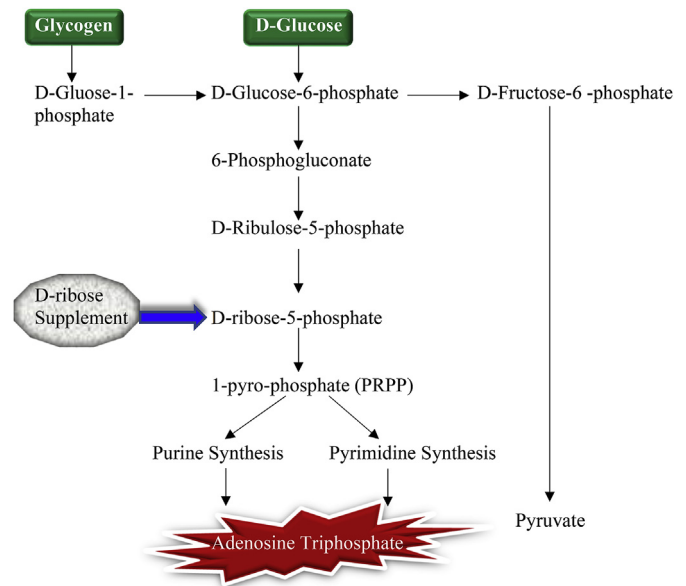 Glycogen
D-Glucose
D-Gluose-1-
phosphate
D-Glucose-6-phosphate
D-Fructose-6 -phosphate
6-Phosphogluconate
D-Ribulose-5-phosphate
D-ribose
Supplement
D-ribose-5-phosphate
1-pyro-phosphate (PRPP)
Purine Synthesis
Pyrimidine Synthesis
Adenosine Triphosphate
Pyruvate